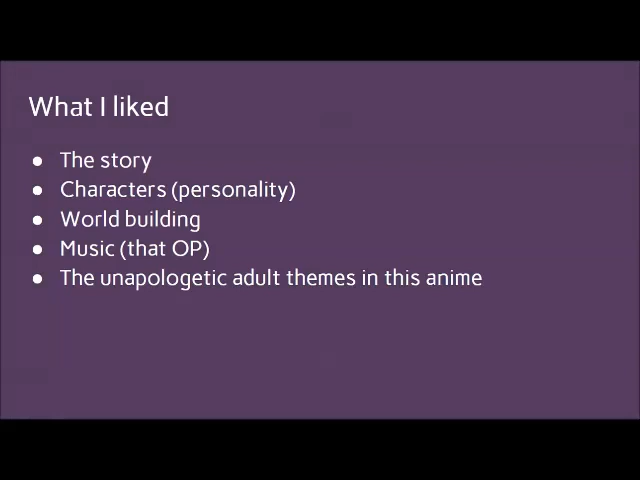 What I liked
● The story
● Characters (personality)
● World building
● Music (that OP)
● The unapologetic adult themes in this anime